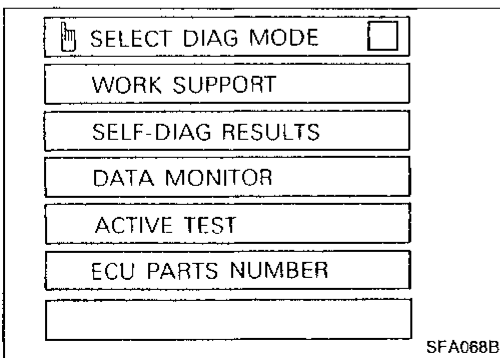 SELECT DIAG MODE
WORK SUPPORT
SELF-DIAG RESULTS
DATA MONITOR
ACTIVE TEST
ECU PARTS NUMBER
SFA068B